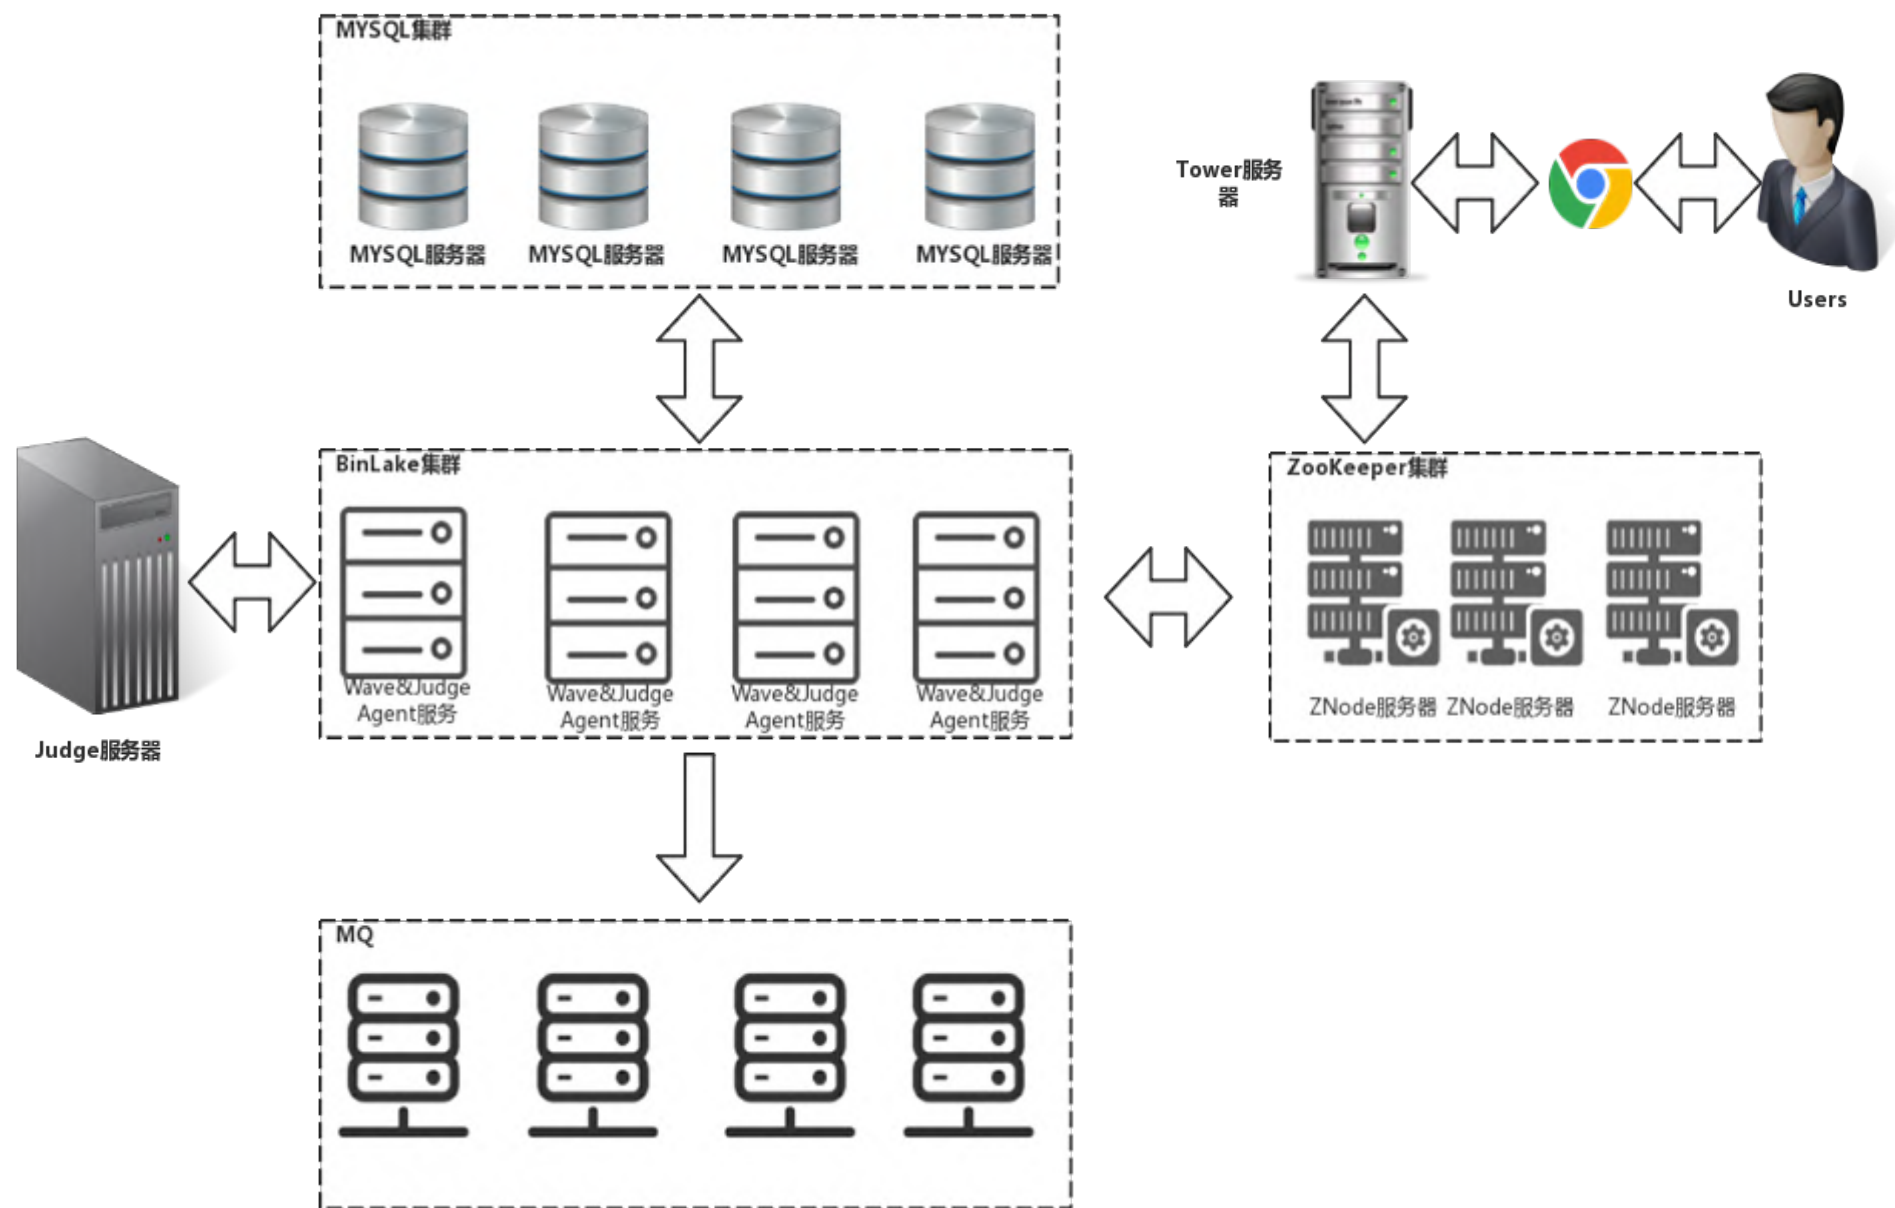 MYSQL集群
MYSQL服务器
MYSQL服务器
MYSQL服务器
MYSQL服务器
Tower服务
器
Users
Judge服务器
BinLake集群
Wave&Judge
Agent服务
Wave&Judge
Agent服务
Wave&Judge
Agent服务
Wave&Judge
Agent服务
ZooKeeper集群
ZNode服务器
ZNode服务器
ZNode服务器
MQ